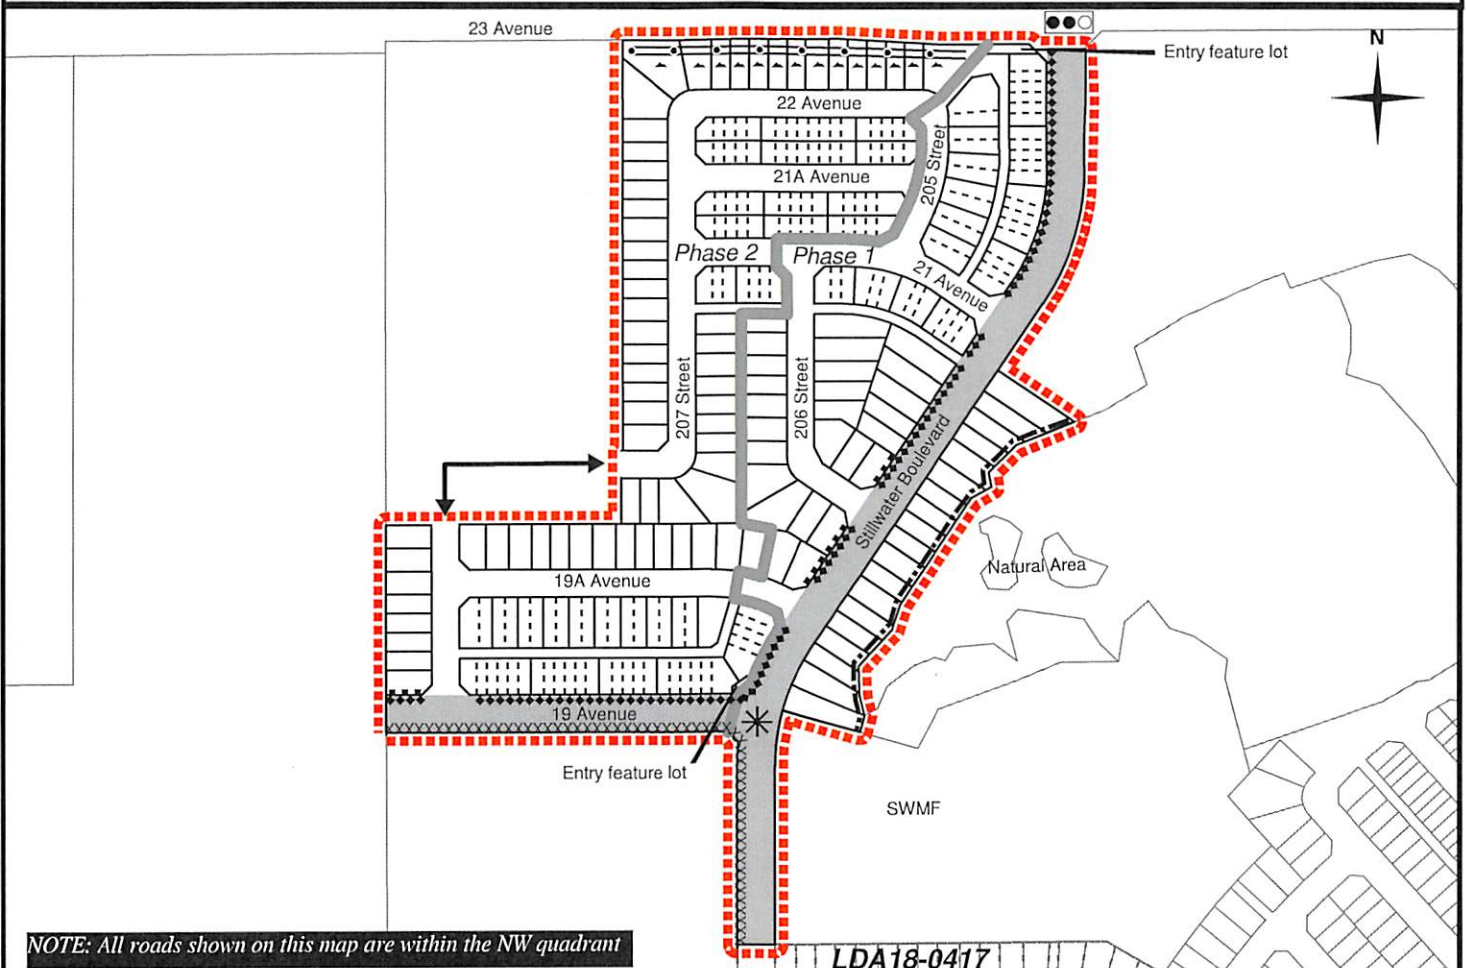 23 Avenue
Entry feature lot
N
22 Avenue
21A Avenue
205 Street
Phase 2
Phase 1
21 Avenue
207 Street
206 Street
Stillwater Boulevard
Natural Area
19A Avenue
19 Avenue
Entry feature lot
SWMF
NOTE: All roads shown on this map are within the NW quadrant
LDA18-0417